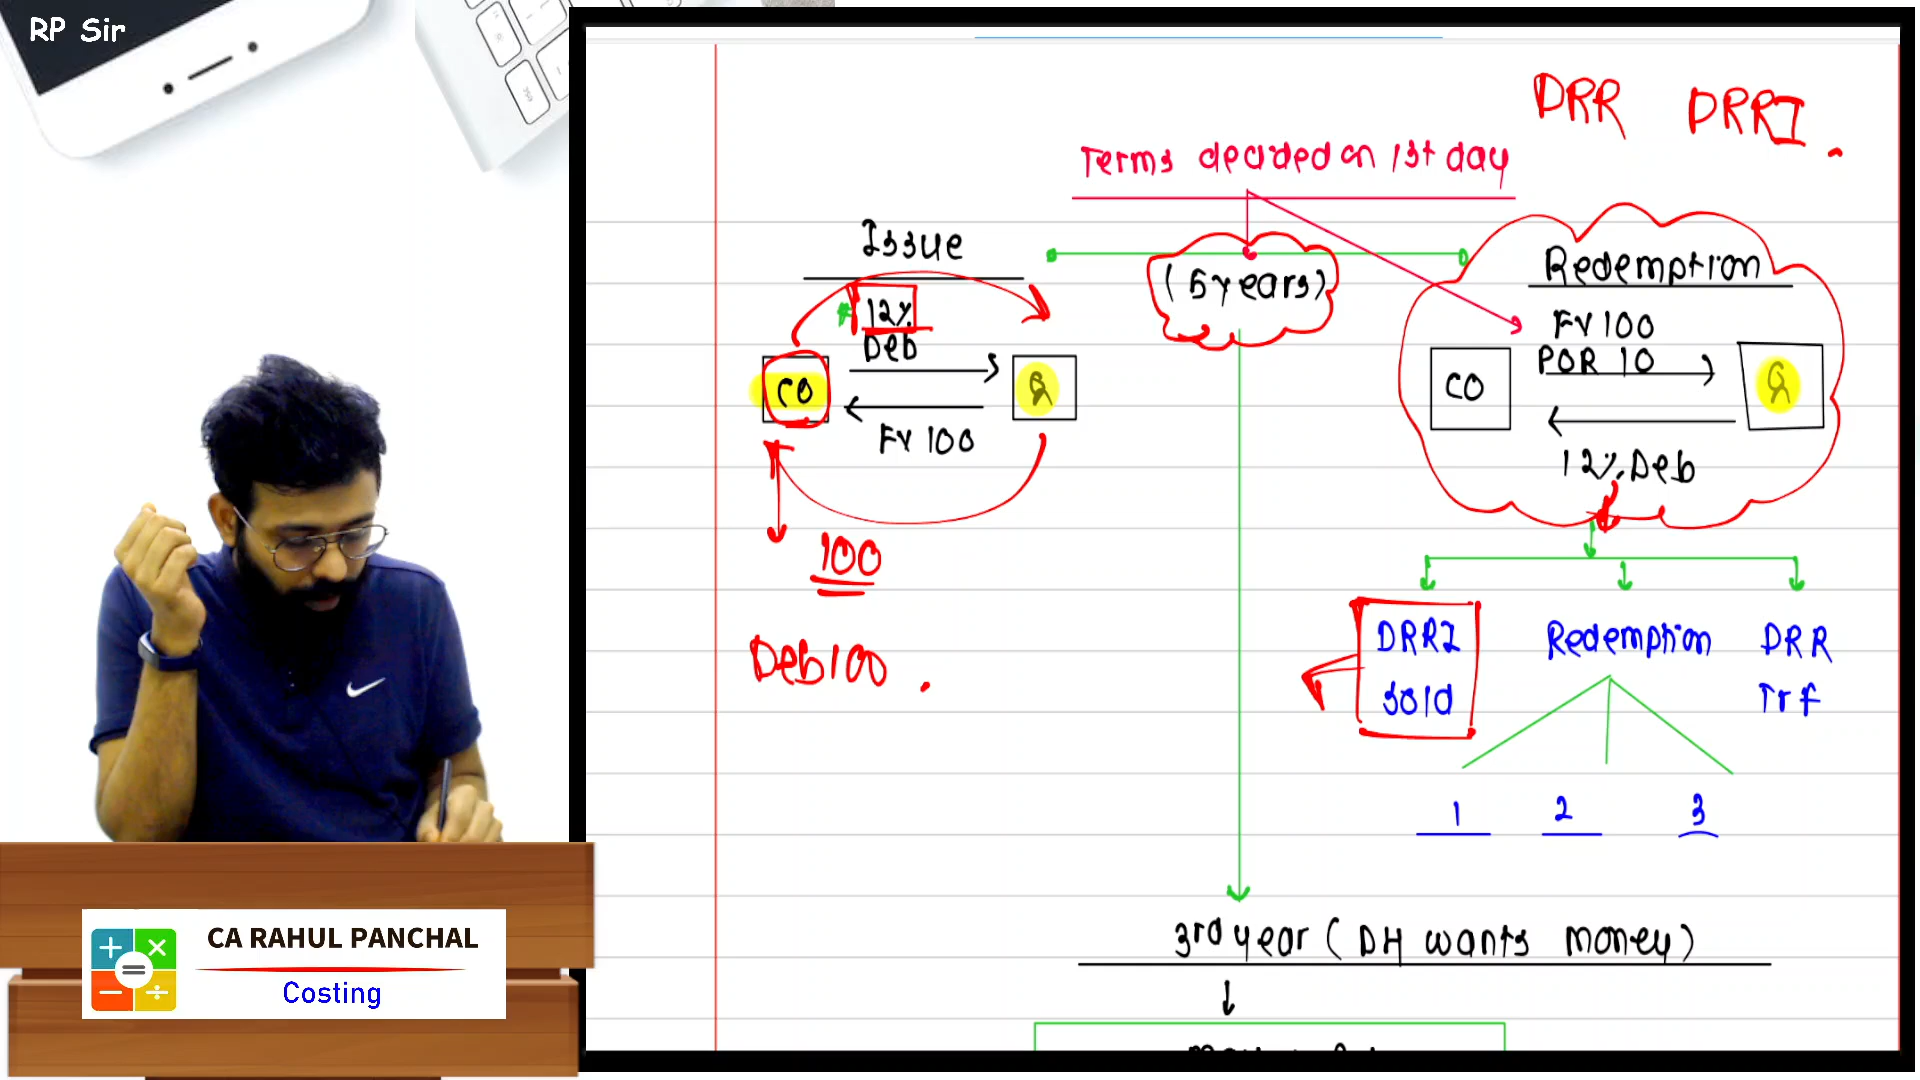 RP Sir
DRR DRRI.
Terms decided on 1st day
Issue
(5 years)
Redemption
12%
Deb
FV 100
POR 10
CO
CO
FV 100
12% Deb
100
Deb 100.
DRRI
Sold
Redemption
DRR
Trf
1 2 3
3rd year (DH wants money)
CA RAHUL PANCHAL
Costing